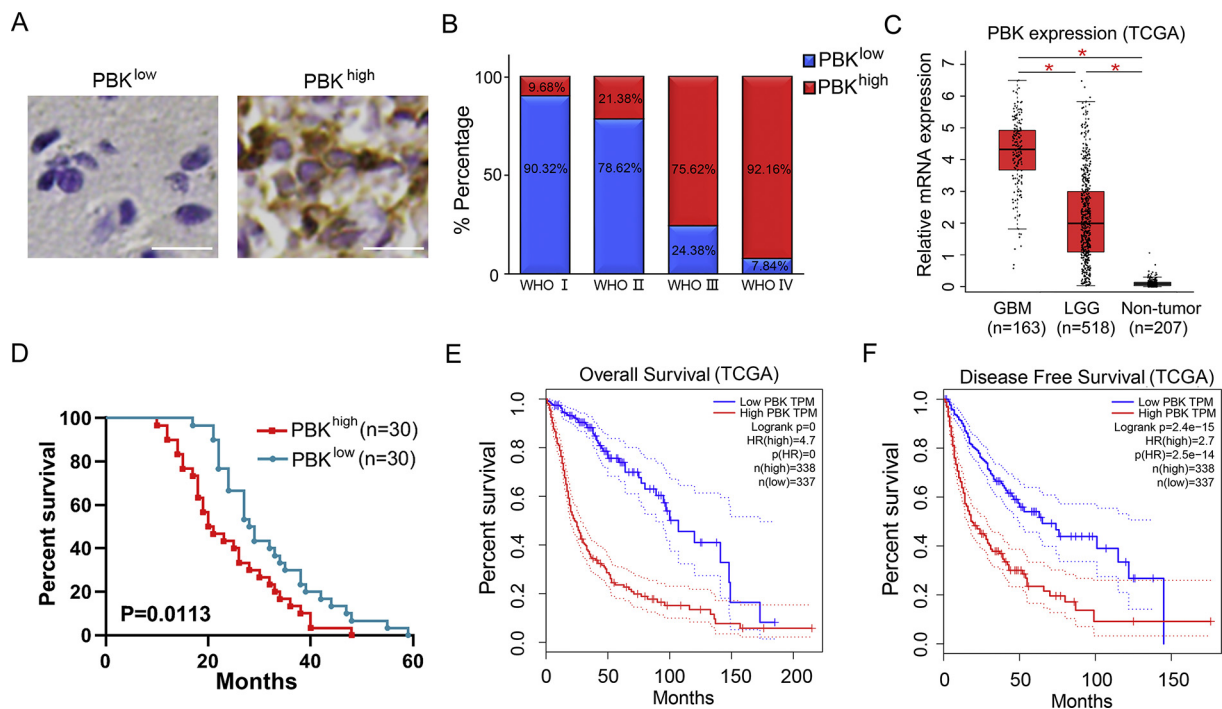 A
PBK low
PBK high
B
PBK low
PBK high
% Percentage
100
50
0
9.68%
90.32%
21.38%
78.62%
75.62%
24.38%
92.16%
7.84%
WHO Ⅰ
WHO Ⅱ
WHO Ⅲ
WHO Ⅳ
C
PBK expression (TCGA)
*
* *
Relative mRNA expression
7
6
5
4
3
2
1
0
GBM LGG Non-tumor
(n=163) (n=518) (n=207)
D
Percent survival
100
80
60
40
20
0
PBK high (n=30)
PBK low (n=30)
P=0.0113
0 20 40 60
Months
E
Overall Survival (TCGA)
Percent survival
1.0
0.8
0.6
0.4
0.2
0.0
Low PBK TPM
High PBK TPM
Logrank p=0
HR(high)=4.7
p(HR)=0
n(high)=338
n(low)=337
0 50 100 150 200
Months
F
Disease Free Survival (TCGA)
Percent survival
1.0
0.8
0.6
0.4
0.2
0.0
Low PBK TPM
High PBK TPM
Logrank p=2.4e−15
HR(high)=2.7
p(HR)=2.5e−14
n(high)=338
n(low)=337
0 50 100 150
Months